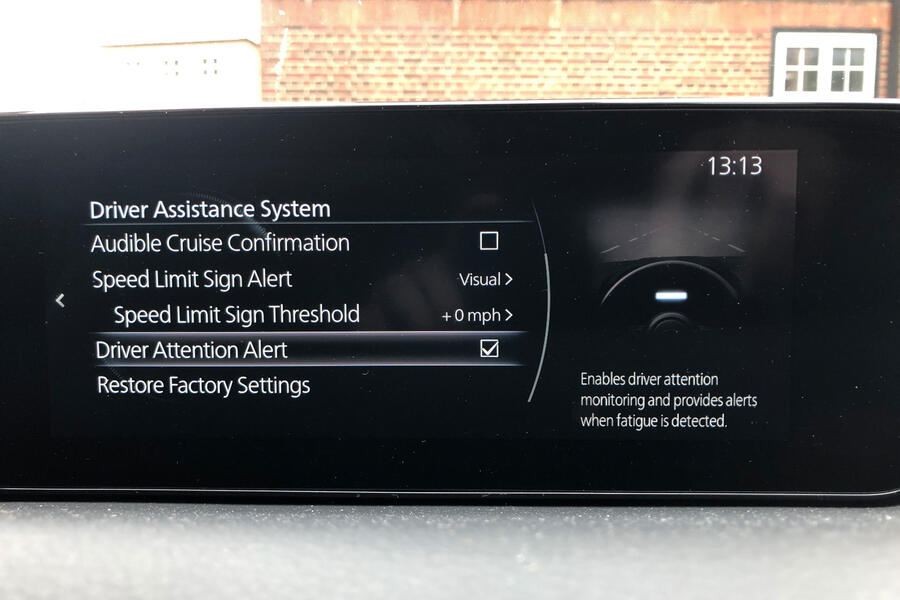 13:13
Driver Assistance System
Audible Cruise Confirmation
Speed Limit Sign Alert Visual >
Speed Limit Sign Threshold + 0 mph >
Driver Attention Alert
Restore Factory Settings
Enables driver attention
monitoring and provides alerts
when fatigue is detected.